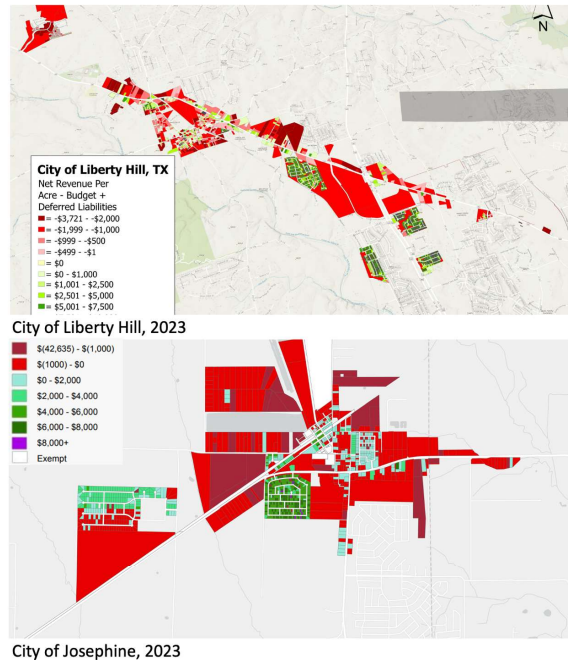 N
City of Liberty Hill, TX
Net Revenue Per
Acre - Budget +
Deferred Liabilities
= -$3,721 - -$2,000
= -$1,999 - -$1,000
= -$999 - -$500
= -$499 - -$1
= $0
= $0 - $1,000
= $1,001 - $2,500
= $2,501 - $5,000
= $5,001 - $7,500
City of Liberty Hill, 2023
$(42,635) - $(1,000)
$(1000) - $0
$0 - $2,000
$2,000 - $4,000
$4,000 - $6,000
$6,000 - $8,000
$8,000+
Exempt
City of Josephine, 2023